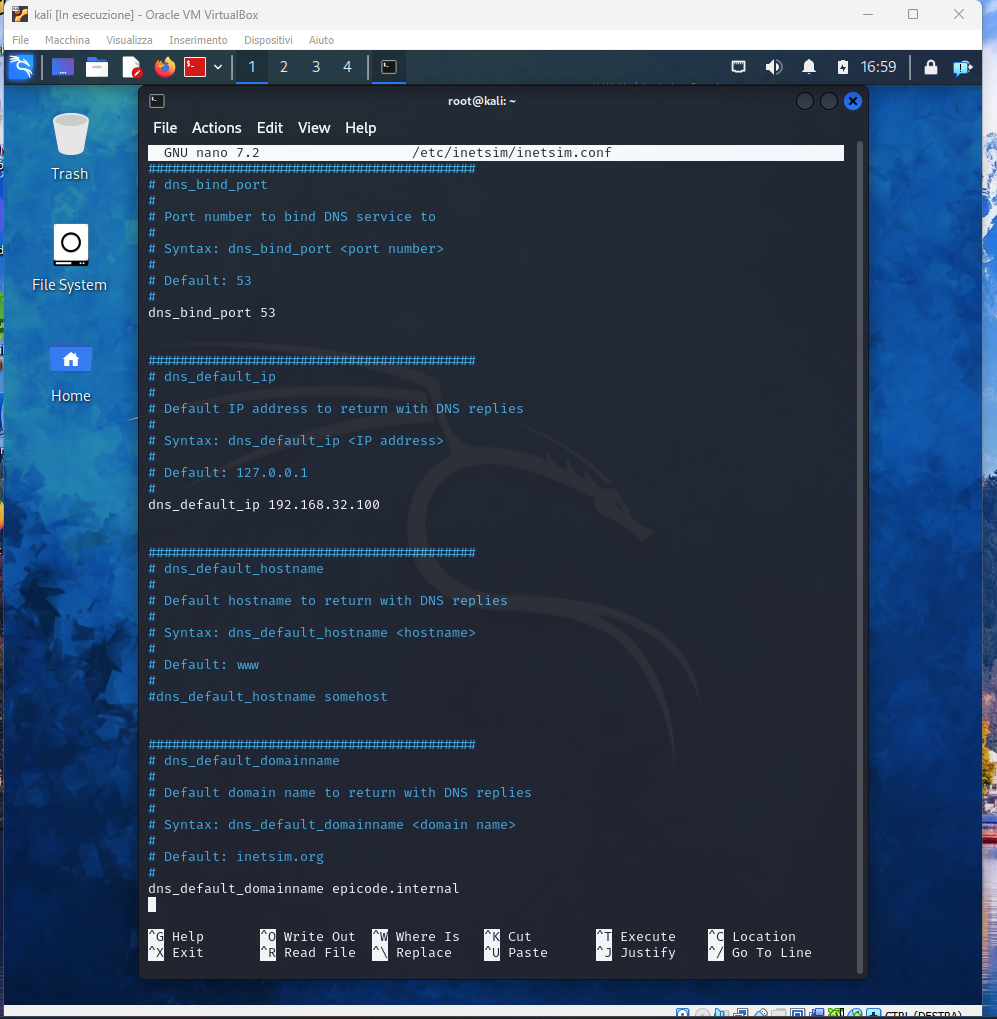 kali [In esecuzione] - Oracle VM VirtualBox
File Macchina Visualizza Inserimento Dispositivi Aiuto
1 2 3 4 16:59
root@kali: ~
File Actions Edit View Help
GNU nano 7.2 /etc/inetsim/inetsim.conf
#########################################
# dns_bind_port
#
# Port number to bind DNS service to
#
# Syntax: dns_bind_port <port number>
#
# Default: 53
#
dns_bind_port 53
#########################################
# dns_default_ip
#
# Default IP address to return with DNS replies
#
# Syntax: dns_default_ip <IP address>
#
# Default: 127.0.0.1
#
dns_default_ip 192.168.32.100
#########################################
# dns_default_hostname
#
# Default hostname to return with DNS replies
#
# Syntax: dns_default_hostname <hostname>
#
# Default: www
#
#dns_default_hostname somehost
#########################################
# dns_default_domainname
#
# Default domain name to return with DNS replies
#
# Syntax: dns_default_domainname <domain name>
#
# Default: inetsim.org
#
dns_default_domainname epicode.internal
^G Help ^O Write Out ^W Where Is ^K Cut ^T Execute ^C Location
^X Exit ^R Read File ^\ Replace ^U Paste ^J Justify ^/ Go To Line
Trash
File System
Home
CTRL (DESTRA)